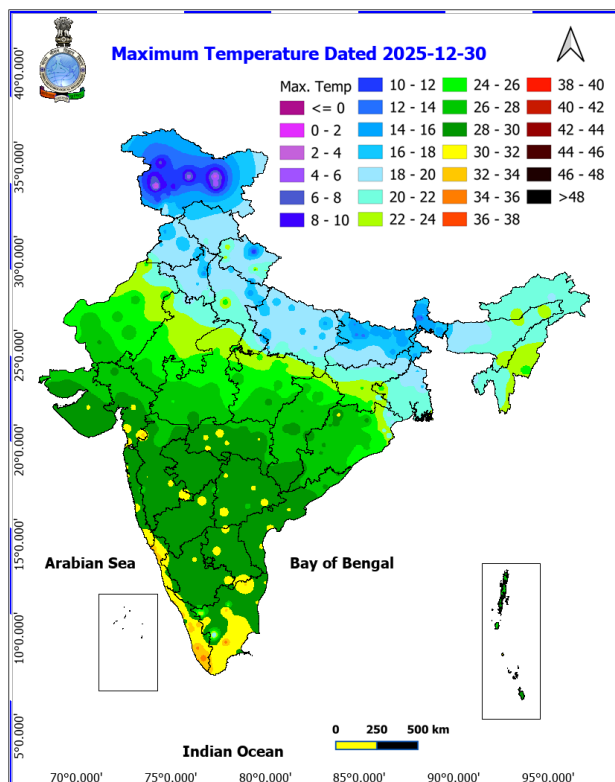 Maximum Temperature Dated 2025-12-30
Max. Temp
<= 0
0 - 2
2 - 4
4 - 6
6 - 8
8 - 10
10 - 12
12 - 14
14 - 16
16 - 18
18 - 20
20 - 22
22 - 24
24 - 26
26 - 28
28 - 30
30 - 32
32 - 34
34 - 36
36 - 38
38 - 40
40 - 42
42 - 44
44 - 46
46 - 48
>48
40°0.000'
35°0.000'
30°0.000'
25°0.000'
20°0.000'
15°0.000'
10°0.000'
5°0.000'
Arabian Sea
Bay of Bengal
Indian Ocean
0 250 500 km
70°0.000' 75°0.000' 80°0.000' 85°0.000' 90°0.000' 95°0.000'